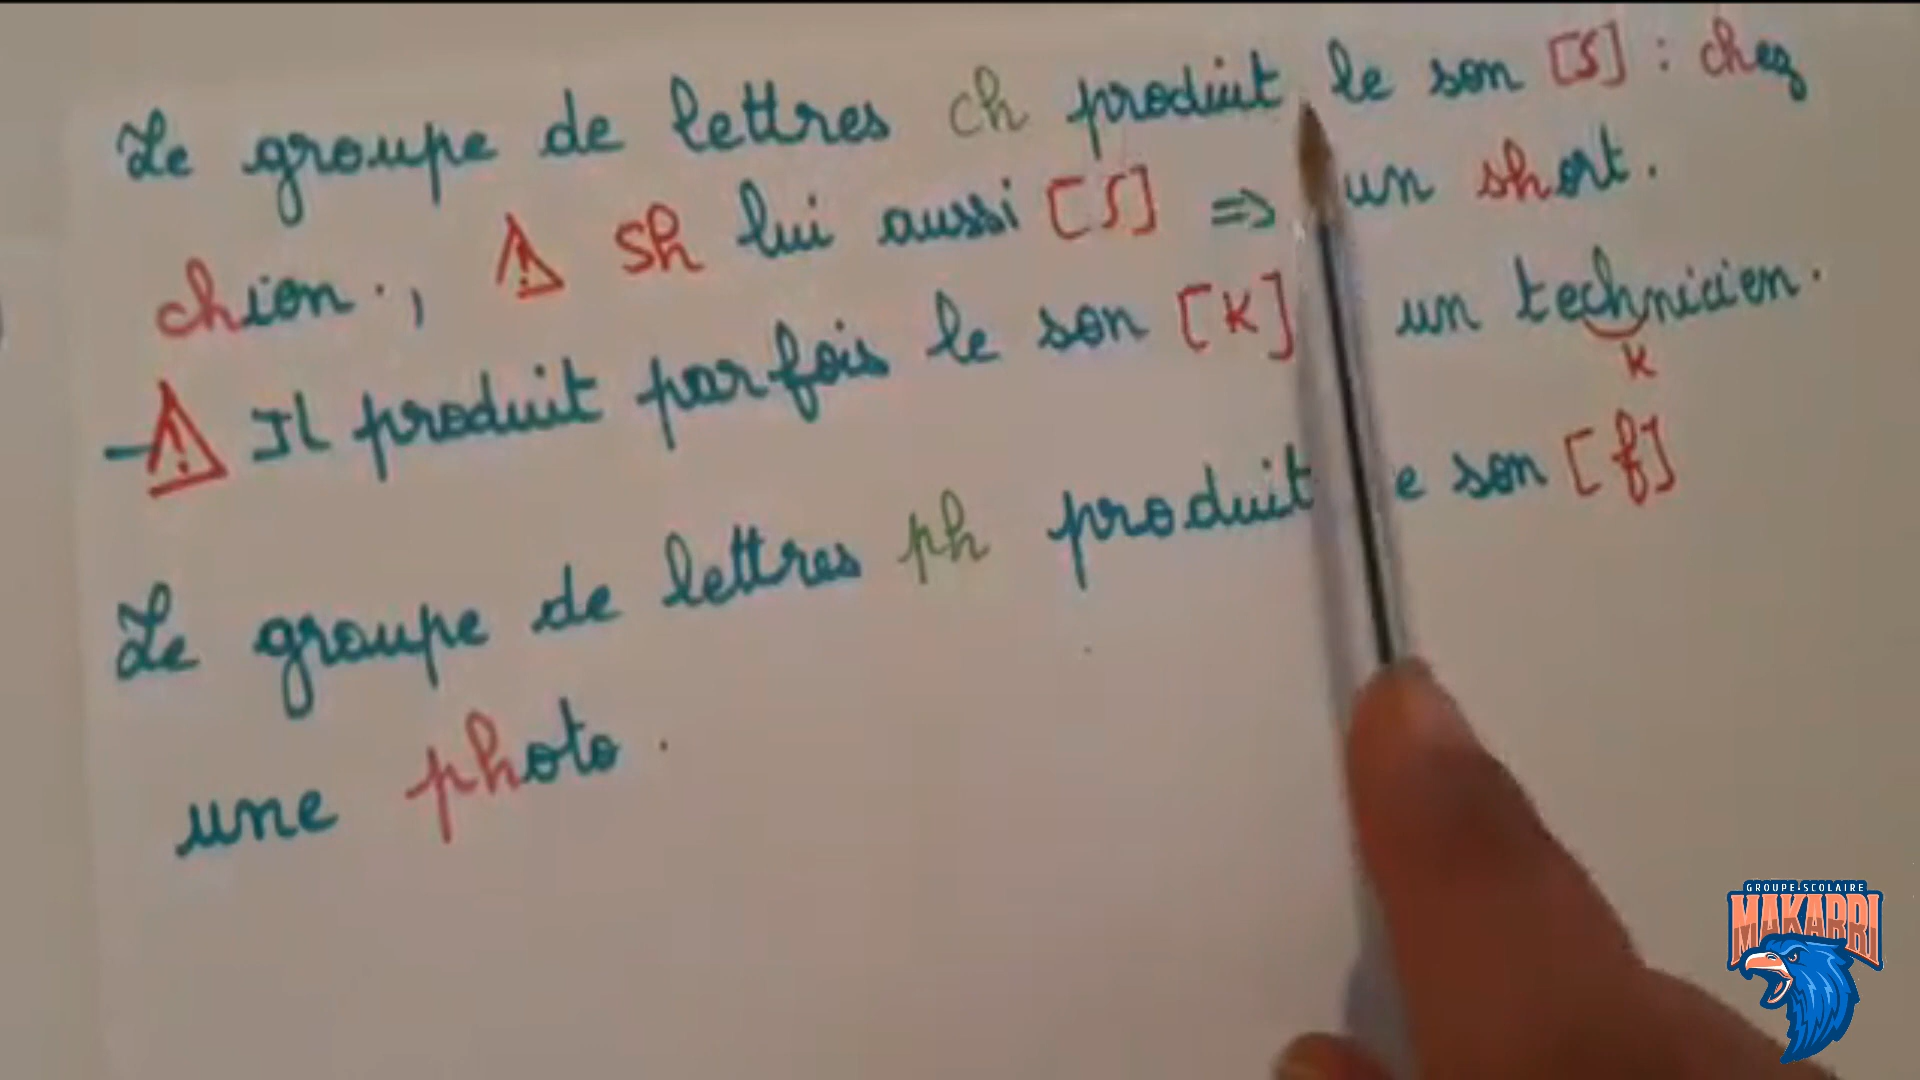 Le groupe de lettres ch produit le son [ʃ] : chez
chion., ⚠ Sh lui aussi [ʃ] => un short.
-⚠ Il produit parfois le son [K] un technicien.
K
Le groupe de lettres ph produit e son [f]
une photo.
GROUPE SCOLAIRE
MAKARRI